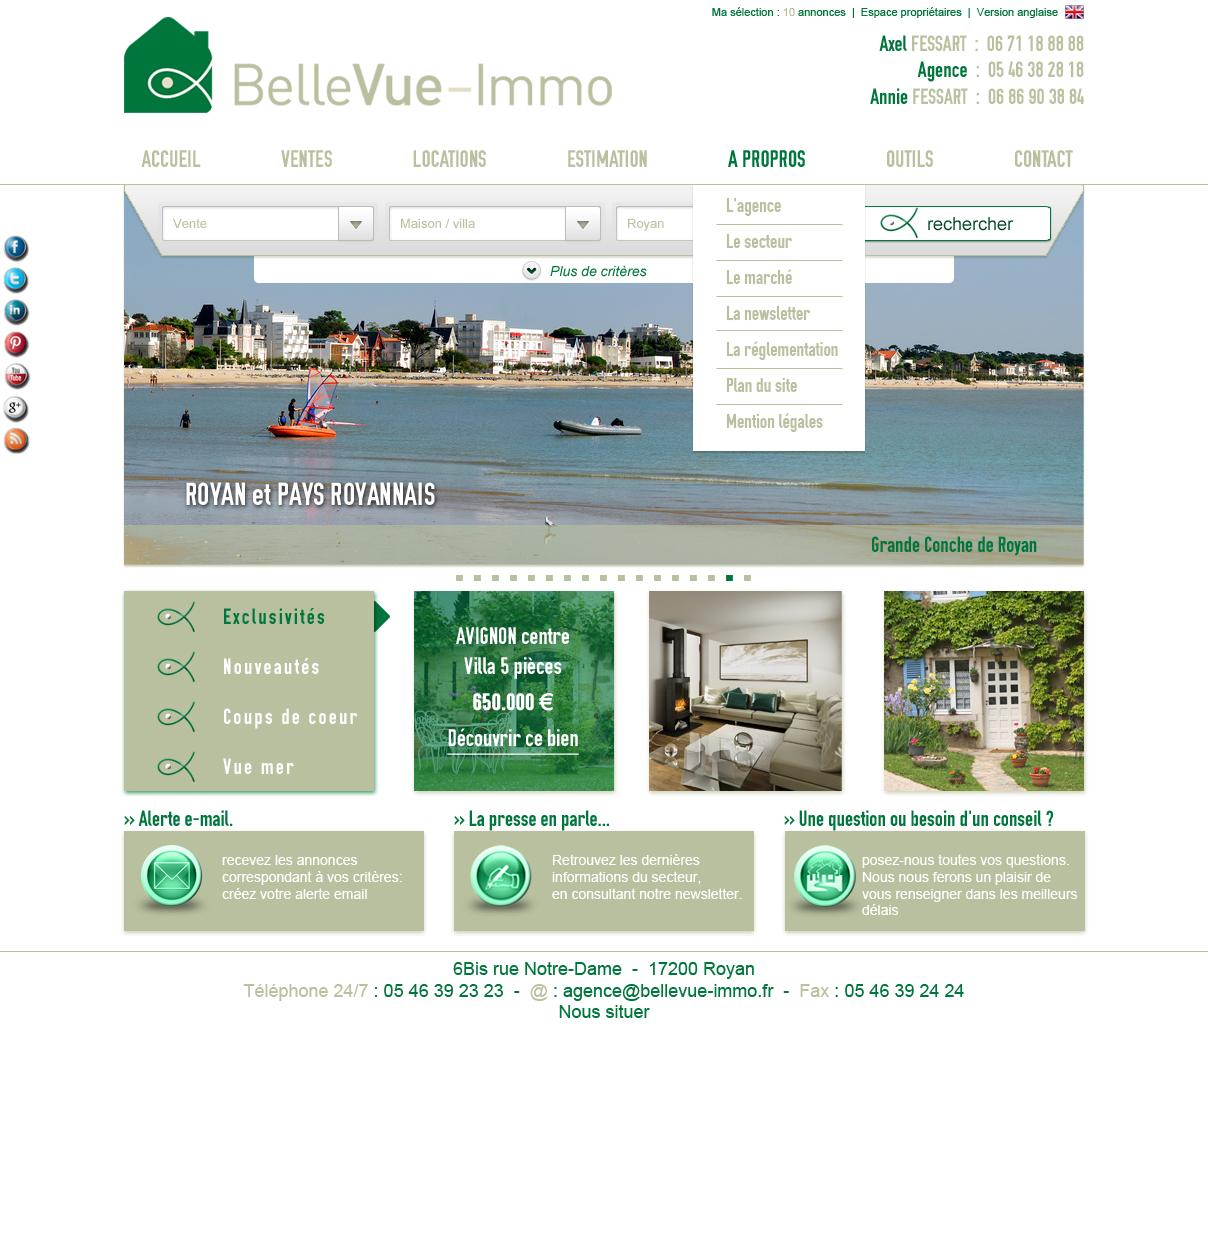 Ma sélection : 10 annonces | Espace propriétaires | Version anglaise
BelleVue-Immo
Axel FESSART : 06 71 18 88 88
Agence : 05 46 38 28 18
Annie FESSART : 06 86 90 38 84
ACCUEIL VENTES LOCATIONS ESTIMATION A PROPROS OUTILS CONTACT
Vente Maison / villa Royan rechercher
Plus de critères
L'agence
Le secteur
Le marché
La newsletter
La réglementation
Plan du site
Mention légales
f
t
in
You
Tube
g+
ROYAN et PAYS ROYANNAIS
Grande Conche de Royan
Exclusivités
Nouveautés
Coups de coeur
Vue mer
AVIGNON centre
Villa 5 pièces
650.000 €
Découvrir ce bien
>> Alerte e-mail.
recevez les annonces
correspondant à vos critères:
créez votre alerte email
>> La presse en parle...
Retrouvez les dernières
informations du secteur,
en consultant notre newsletter.
>> Une question ou besoin d'un conseil ?
posez-nous toutes vos questions.
Nous nous ferons un plaisir de
vous renseigner dans les meilleurs
délais
6Bis rue Notre-Dame - 17200 Royan
Téléphone 24/7 : 05 46 39 23 23 - @ : agence@bellevue-immo.fr - Fax : 05 46 39 24 24
Nous situer